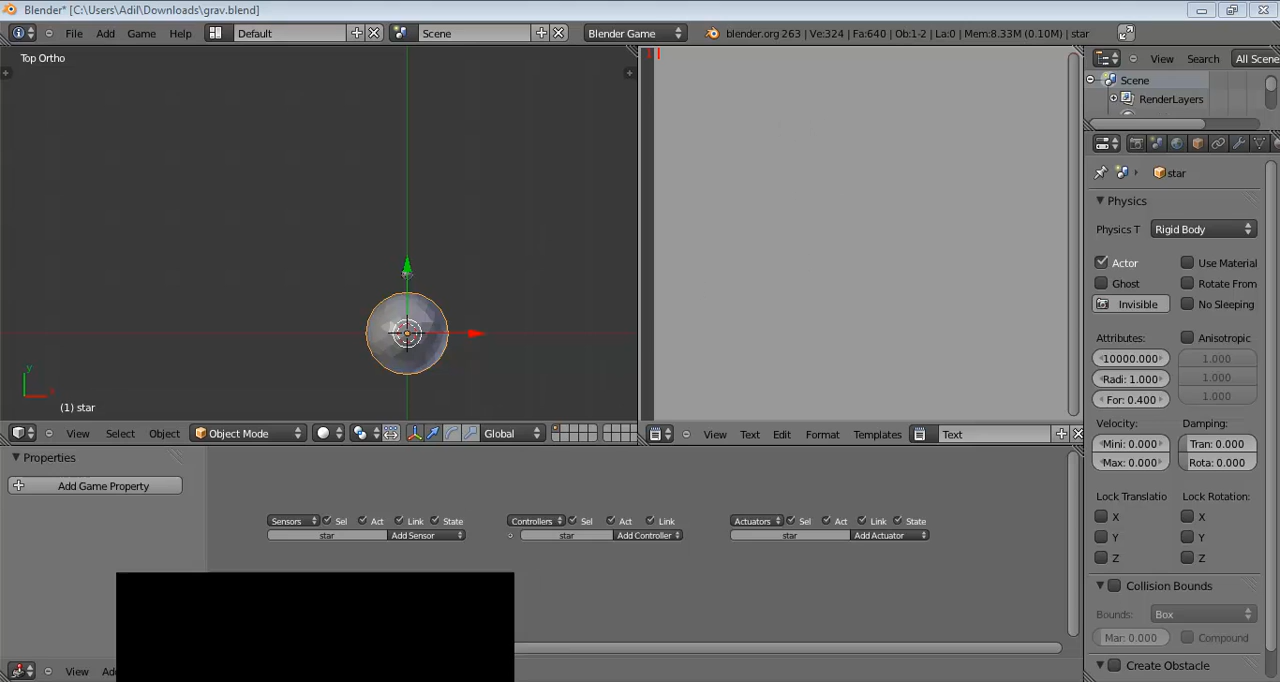 Blender* [C:\Users\Adil\Downloads\grav.blend]
File Add Game Help Default Scene Blender Game blender.org 263 | Ve:324 | Fa:640 | Ob:1-2 | La:0 | Mem:8.33M (0.10M) | star
Top Ortho
1
View Search All Scene
Scene
RenderLayers
star
Physics
Physics T Rigid Body
Actor Use Material
Ghost Rotate From
Invisible No Sleeping
Attributes: Anisotropic
10000.000 1.000
Radi: 1.000 1.000
For: 0.400 1.000
Velocity: Damping:
Mini: 0.000 Tran: 0.000
Max: 0.000 Rota: 0.000
Lock Translatio Lock Rotation:
X X
Y Y
Z Z
Collision Bounds
Bounds: Box
Mar: 0.000 Compound
Create Obstacle
y
x
(1) star
View Select Object Object Mode Global
View Text Edit Format Templates Text
Properties
Add Game Property
Sensors Sel Act Link State
star Add Sensor
Controllers Sel Act Link
star Add Controller
Actuators Sel Act Link State
star Add Actuator
View Ad